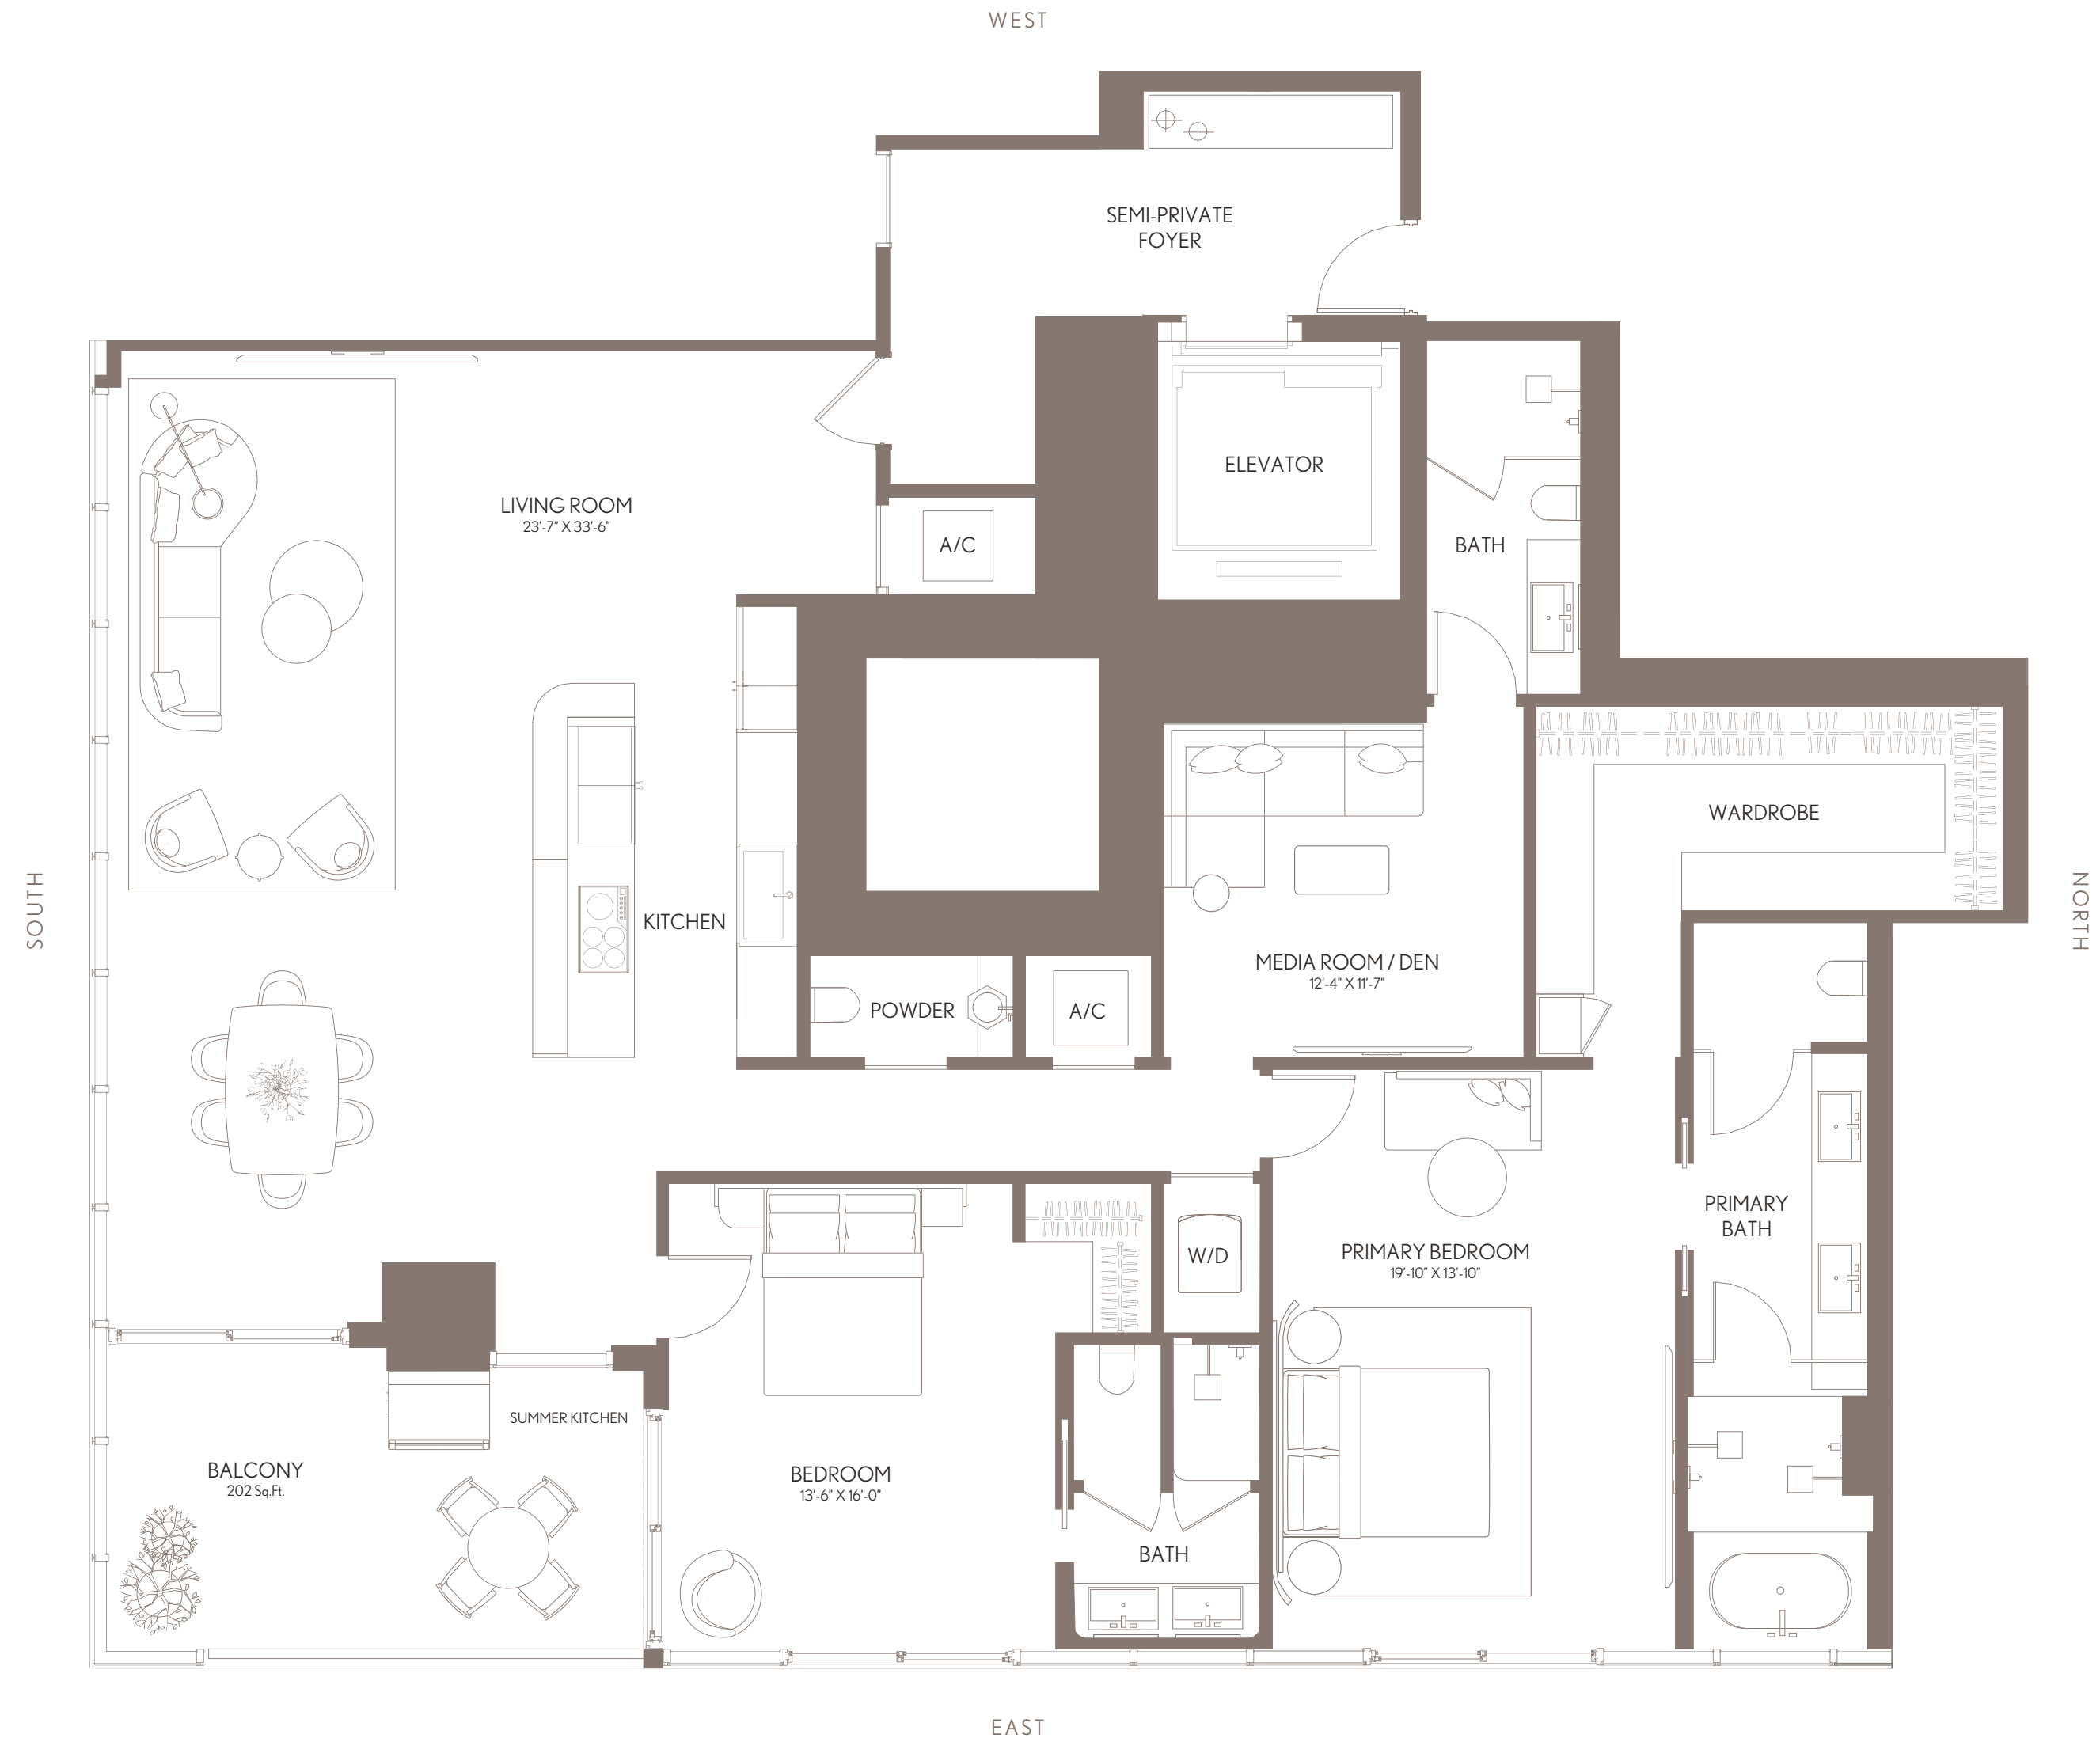 WEST
SEMI-PRIVATE
FOYER
ELEVATOR
LIVING ROOM
23'-7" X 33'-6"
A/C
BATH
WARDROBE
SOUTH
NORTH
KITCHEN
MEDIA ROOM / DEN
12'-4" X 11'-7"
POWDER
A/C
PRIMARY
BATH
W/D
PRIMARY BEDROOM
19'-10" X 13'-10"
SUMMER KITCHEN
BALCONY
202 Sq.Ft.
BEDROOM
13'-6" X 16'-0"
BATH
EAST